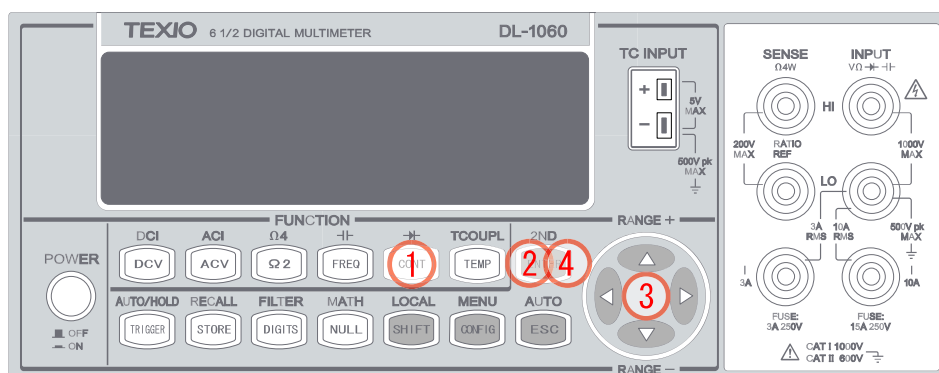 TEXIO 6 1/2 DIGITAL MULTIMETER DL-1060
TC INPUT
+
−
5V
MAX
500V pk
MAX
SENSE
Ω4W
INPUT
VΩ
HI
200V
MAX
RATIO
REF
1000V
MAX
LO
3A
RMS
10A
RMS
500V pk
MAX
3A
10A
FUSE:
3A 250V
FUSE:
15A 250V
CAT I 1000V
CAT II 600V
FUNCTION
DCI ACI Ω4 TCOUPL 2ND
DCV ACV Ω2 FREQ 1 TEMP 2 4
POWER
OFF
ON
AUTO/HOLD RECALL FILTER MATH LOCAL MENU AUTO
TRIGGER STORE DIGITS NULL SHIFT CONFIG ESC
RANGE +
3
RANGE −